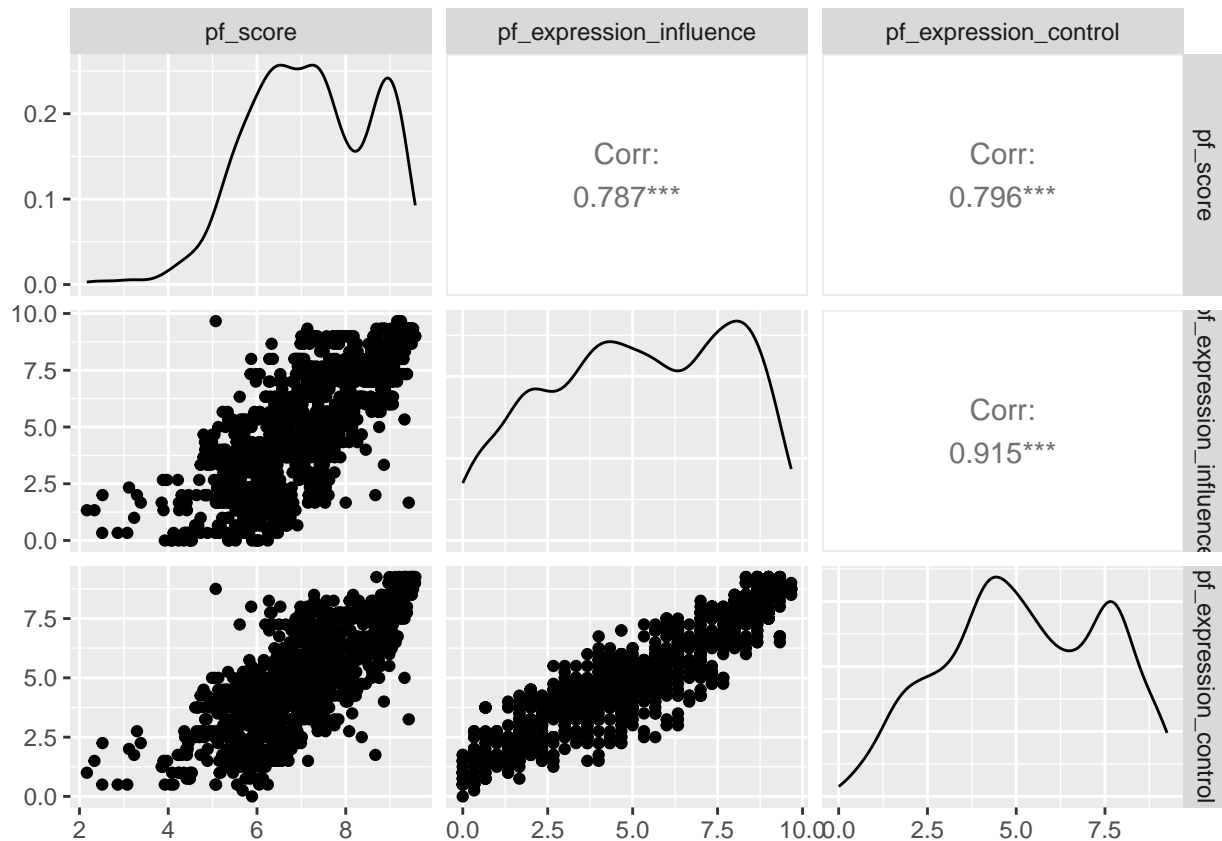 pf_score pf_expression_influence pf_expression_control
0.2
0.1
0.0
Corr:
0.787***
Corr:
0.796***
pf_score
10.0
7.5
5.0
2.5
0.0
Corr:
0.915***
pf_expression_influence
7.5
5.0
2.5
0.0
pf_expression_control
2 4 6 8 0.0 2.5 5.0 7.5 10.0 0.0 2.5 5.0 7.5